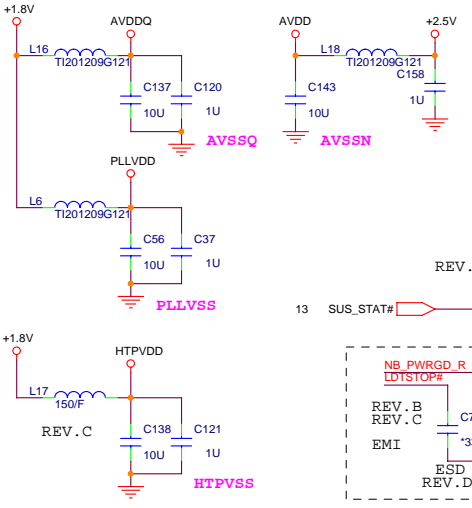 +1.8V
AVDDQ
AVDD
+2.5V
L16
TI201209G121
L18
TI201209G121
C137
C120
C143
C158
10U
1U
10U
1U
AVSSQ
AVSSN
PLLVDD
L6
TI201209G121
C56
C37
10U
1U
REV.
PLLVSS
13 SUS_STAT#
+1.8V
HTPVDD
NB_PWRGD_R
LDTSTOP#
L17
150/F
REV.B
REV.C
C7
REV.C
C138
C121
EMI
*33
10U
1U
ESD
REV.D
HTPVSS